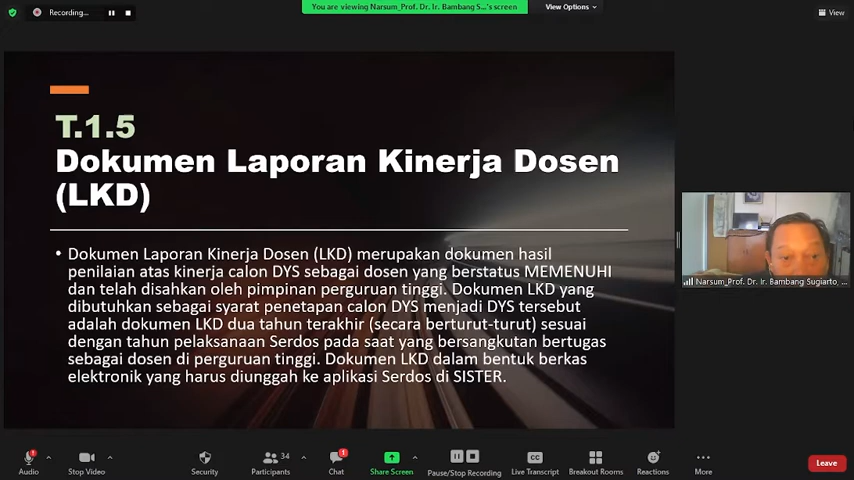 Recording...
You are viewing Narsum_Prof. Dr. Ir. Bambang S...'s screen
View Options
View
T.1.5
Dokumen Laporan Kinerja Dosen
(LKD)
• Dokumen Laporan Kinerja Dosen (LKD) merupakan dokumen hasil
penilaian atas kinerja calon DYS sebagai dosen yang berstatus MEMENUHI
dan telah disahkan oleh pimpinan perguruan tinggi. Dokumen LKD yang
dibutuhkan sebagai syarat penetapan calon DYS menjadi DYS tersebut
adalah dokumen LKD dua tahun terakhir (secara berturut-turut) sesuai
dengan tahun pelaksanaan Serdos pada saat yang bersangkutan bertugas
sebagai dosen di perguruan tinggi. Dokumen LKD dalam bentuk berkas
elektronik yang harus diunggah ke aplikasi Serdos di SISTER.
Narsum_Prof. Dr. Ir. Bambang Sugiarto, ...
34
1
Audio
Stop Video
Security
Participants
Chat
Share Screen
Pause/Stop Recording
CC
Live Transcript
Breakout Rooms
Reactions
More
Leave